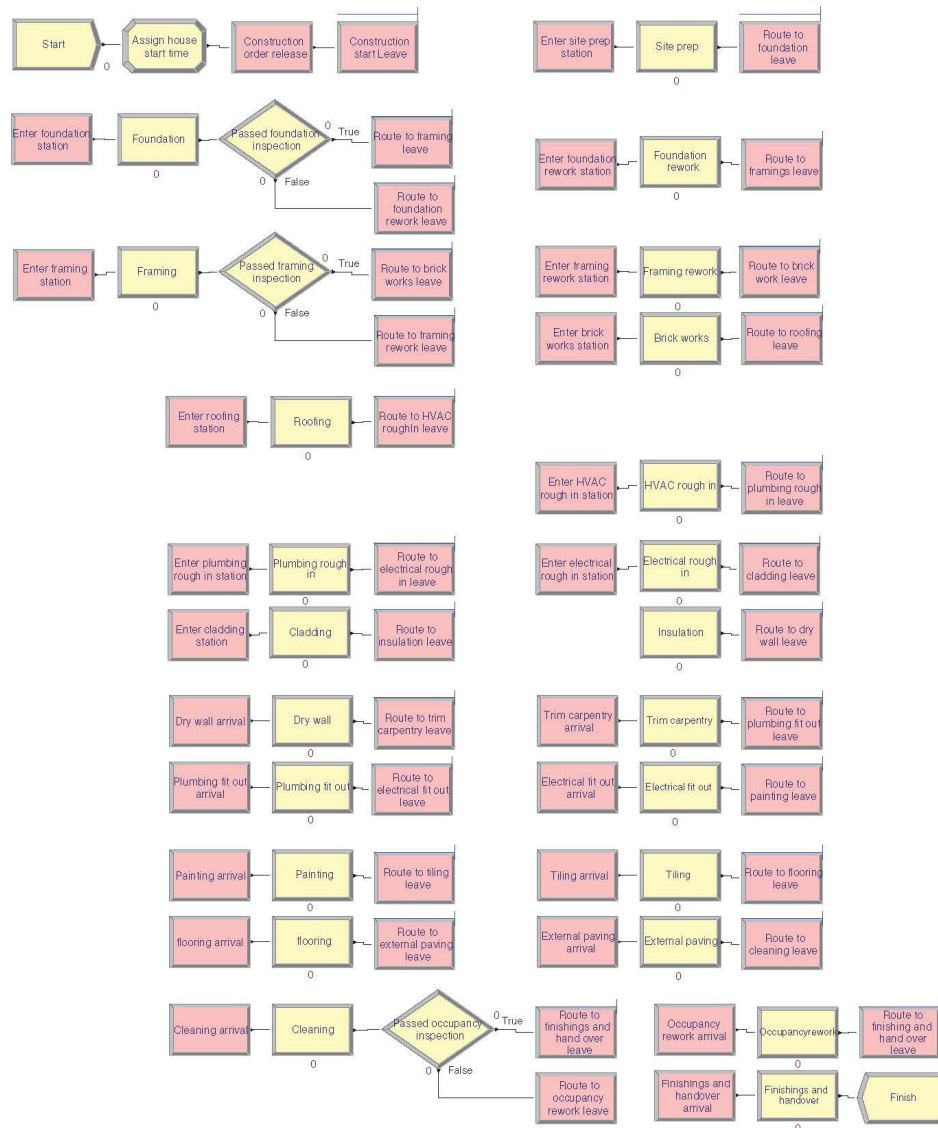 Start
0
Assign house
start time
Construction
order release
Construction
start Leave
Enter site prep
station
Site prep
0
Route to
foundation
leave
Enter foundation
station
Foundation
0
Passed foundation
inspection
0
True
0
False
Route to framing
leave
Route to
foundation
rework leave
Enter foundation
rework station
Foundation
rework
0
Route to
framings leave
Enter framing
station
Framing
0
Passed framing
inspection
0
True
0
False
Route to brick
works leave
Route to framing
rework leave
Enter framing
rework station
Framing rework
0
Route to brick
work leave
Enter brick
works station
Brick works
0
Route to roofing
leave
Enter roofing
station
Roofing
0
Route to HVAC
roughIn leave
Enter HVAC
rough in station
HVAC rough in
0
Route to
plumbing rough
in leave
Enter plumbing
rough in station
Plumbing rough
in
0
Route to
electrical rough
in leave
Enter electrical
rough in station
Electrical rough
in
0
Route to
cladding leave
Enter cladding
station
Cladding
0
Route to
insulation leave
Insulation
0
Route to dry
wall leave
Dry wall arrival
Dry wall
0
Route to trim
carpentry leave
Trim carpentry
arrival
Trim carpentry
0
Route to
plumbing fit out
leave
Plumbing fit out
arrival
Plumbing fit out
0
Route to
electrical fit out
leave
Electrical fit out
arrival
Electrical fit out
0
Route to
painting leave
Painting arrival
Painting
0
Route to tiling
leave
Tiling arrival
Tiling
0
Route to flooring
leave
flooring arrival
flooring
0
Route to
external paving
leave
External paving
arrival
External paving
0
Route to
cleaning leave
Cleaning arrival
Cleaning
0
Passed occupancy
inspection
0
True
0
False
Route to
finishings and
hand over
leave
Route to
occupancy
rework leave
Occupancy
rework arrival
Occupancyrework
0
Route to
finishing and
hand over
leave
Finishings and
handover
arrival
Finishings and
handover
0
Finish